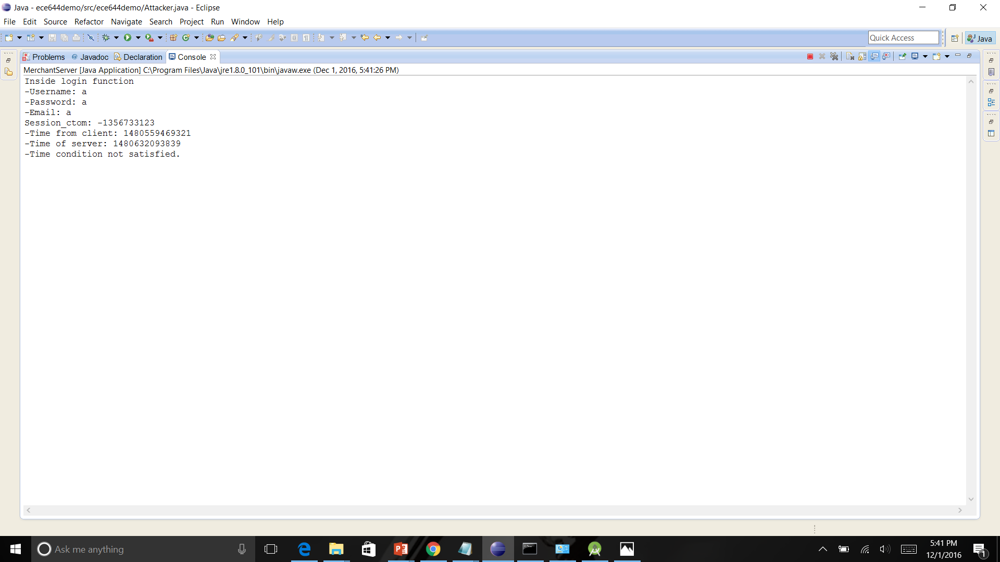 Java - ece644demo/src/ece644demo/Attacker.java - Eclipse
File Edit Source Refactor Navigate Search Project Run Window Help
Quick Access
Java
Problems @ Javadoc Declaration Console
MerchantServer [Java Application] C:\Program Files\Java\jre1.8.0_101\bin\javaw.exe (Dec 1, 2016, 5:41:26 PM)
Inside login function
-Username: a
-Password: a
-Email: a
Session_ctom: -1356733123
-Time from client: 1480559469321
-Time of server: 1480632093839
-Time condition not satisfied.
Ask me anything
5:41 PM
12/1/2016
1